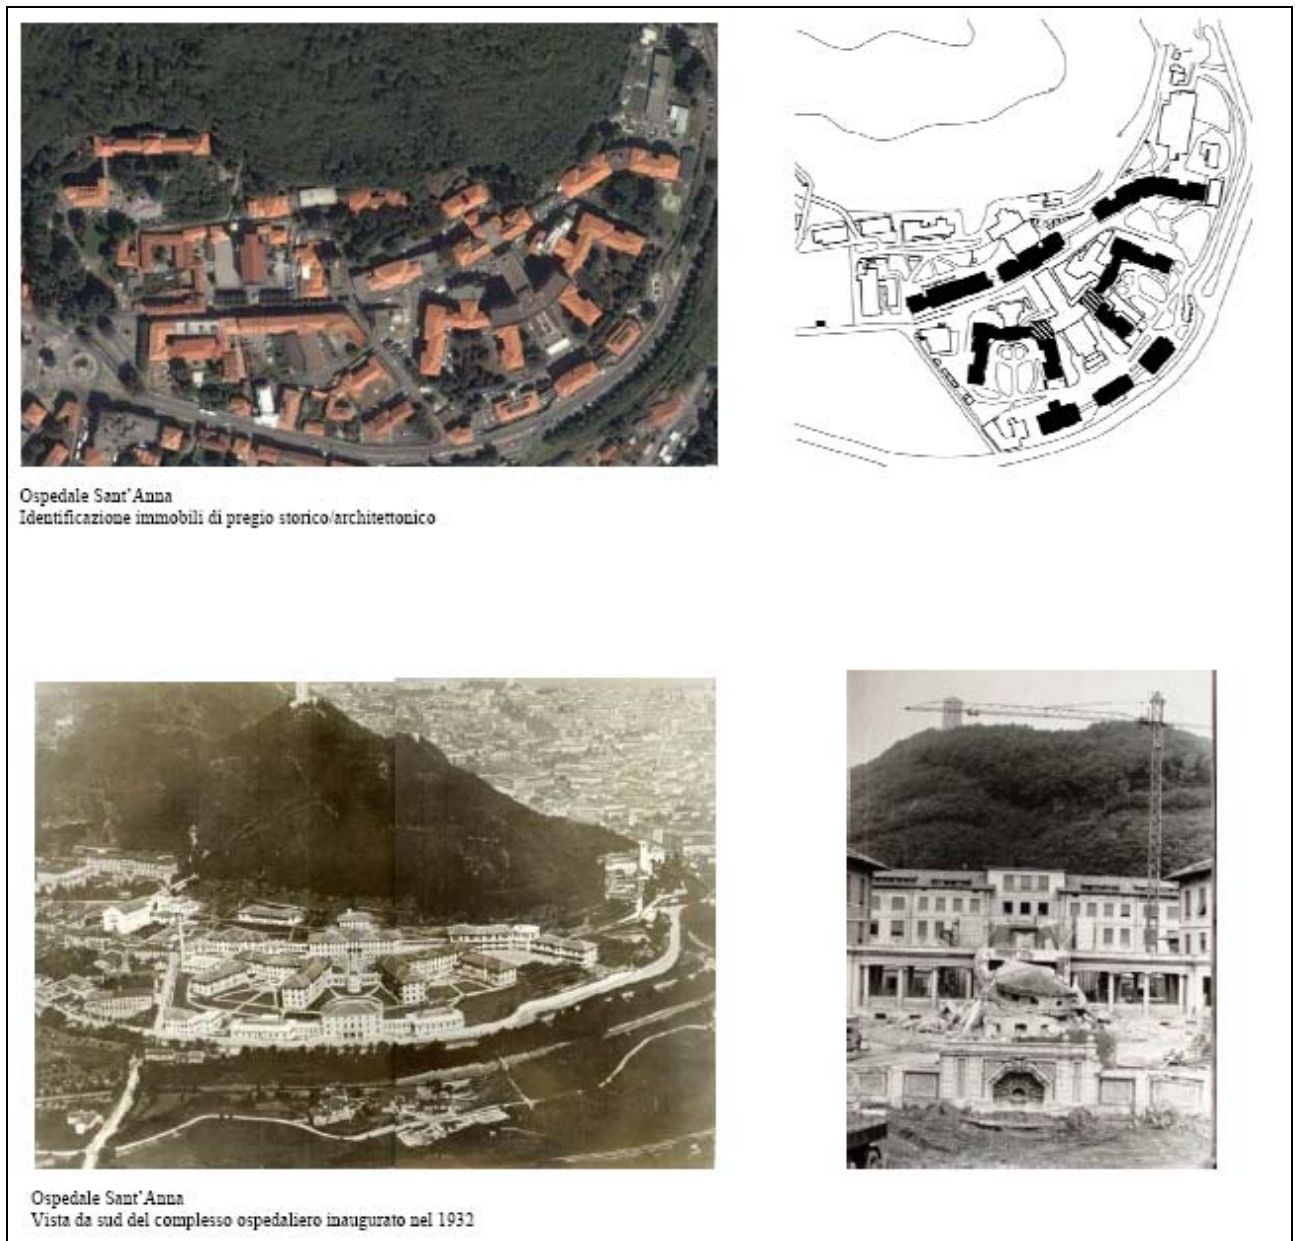 Ospedale Sant'Anna
Identificazione immobili di pregio storico/architettonico
Ospedale Sant'Anna
Vista da sud del complesso ospedaliero inaugurato nel 1932